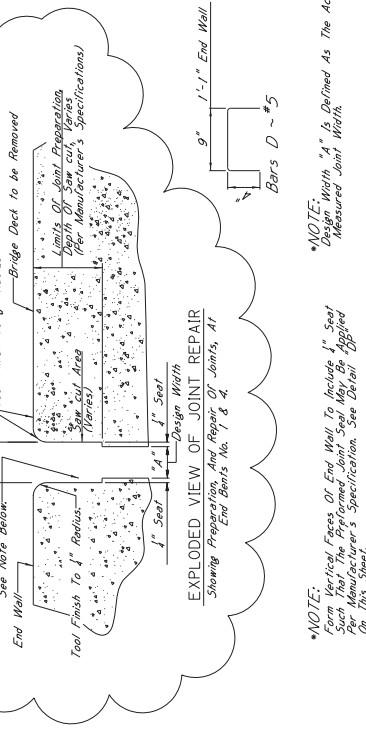 Bridge Deck to be Removed
Limits Of Joint Preparation,
Depth Of Saw cut, Varies
(Per Manufacturer's Specifications)
See Note Below.
End Wall
Tool Finish To ¼" Radius.
Saw cut Area
(Varies)
¼" Seat
"A"
¼" Seat
Design Width
EXPLODED VIEW OF JOINT REPAIR
Showing Preparation, And Repair Of Joints, At
End Bents No. 1 & 4.
9"
1'-1" End Wall
4"
Bars D ~ #5
*NOTE:
Form Vertical Faces Of End Wall To Include ¼" Seat
Such That The Preformed Joint Seal May Be Applied
Per Manufacturer's Specification. See Detail "DP"
On This Sheet.
*NOTE:
Design Width "A" Is Defined As The Ac
Measured Joint Width.